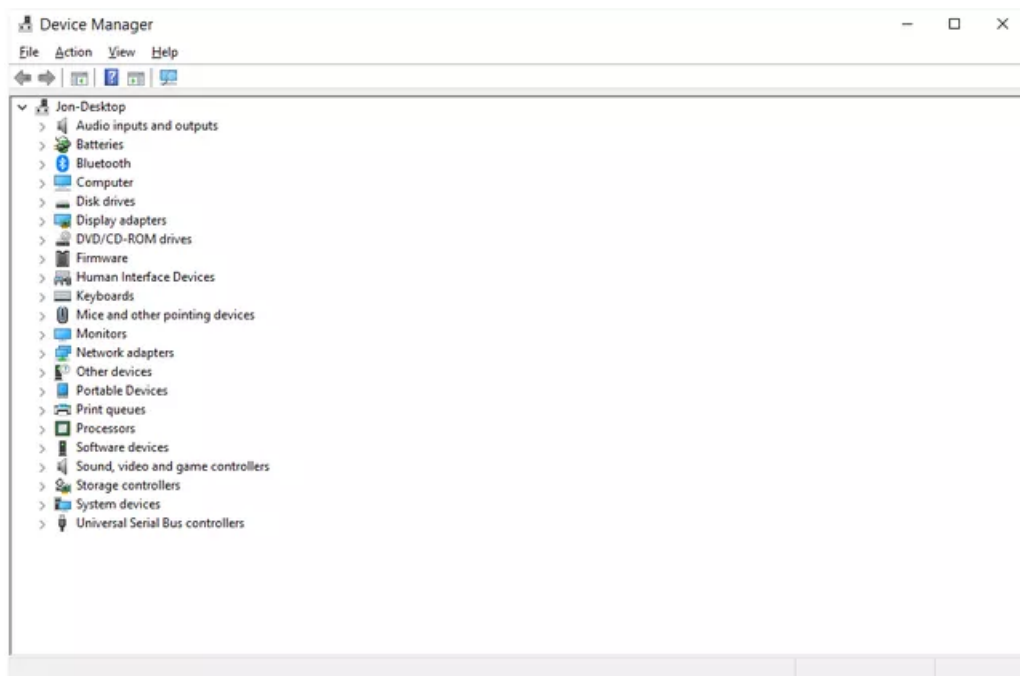 Device Manager
File Action View Help
Jon-Desktop
Audio inputs and outputs
Batteries
Bluetooth
Computer
Disk drives
Display adapters
DVD/CD-ROM drives
Firmware
Human Interface Devices
Keyboards
Mice and other pointing devices
Monitors
Network adapters
Other devices
Portable Devices
Print queues
Processors
Software devices
Sound, video and game controllers
Storage controllers
System devices
Universal Serial Bus controllers